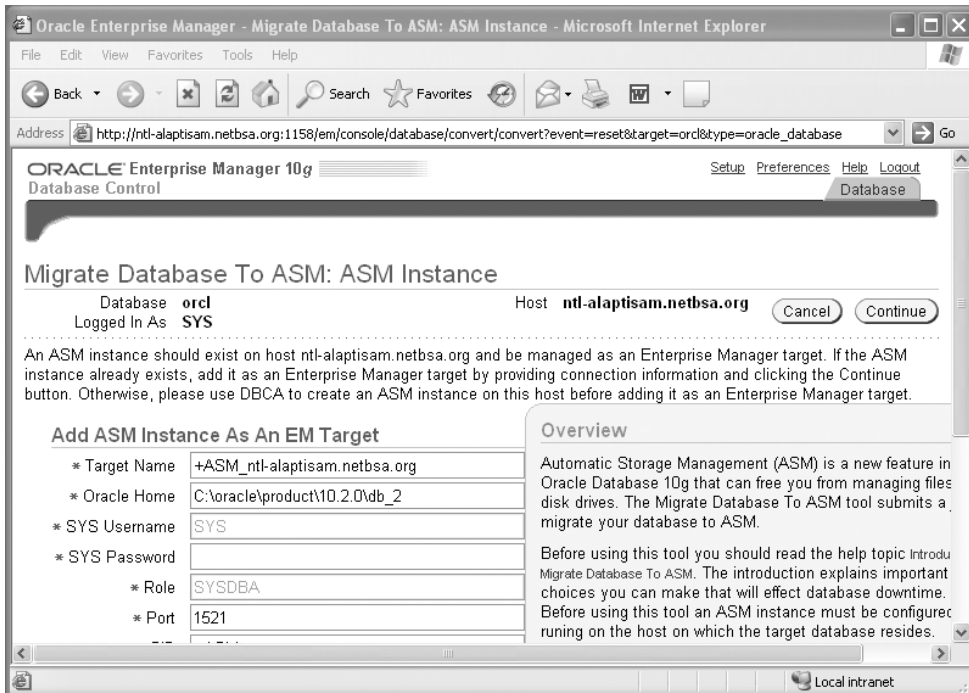 Oracle Enterprise Manager - Migrate Database To ASM: ASM Instance - Microsoft Internet Explorer
File Edit View Favorites Tools Help
Back Search Favorites
Address http://ntl-alaptisam.netbsa.org:1158/em/console/database/convert/convert?event=reset&target=orcl&type=oracle_database Go
ORACLE Enterprise Manager 10g
Setup Preferences Help Logout
Database Control
Database
Migrate Database To ASM: ASM Instance
Database orcl
Host ntl-alaptisam.netbsa.org
Cancel Continue
Logged In As SYS
An ASM instance should exist on host ntl-alaptisam.netbsa.org and be managed as an Enterprise Manager target. If the ASM
instance already exists, add it as an Enterprise Manager target by providing connection information and clicking the Continue
button. Otherwise, please use DBCA to create an ASM instance on this host before adding it as an Enterprise Manager target.
Add ASM Instance As An EM Target
* Target Name +ASM_ntl-alaptisam.netbsa.org
* Oracle Home C:\oracle\product\10.2.0\db_2
* SYS Username SYS
* SYS Password
* Role SYSDBA
* Port 1521
Overview
Automatic Storage Management (ASM) is a new feature in
Oracle Database 10g that can free you from managing files
disk drives. The Migrate Database To ASM tool submits a
migrate your database to ASM.
Before using this tool you should read the help topic Introdu
Migrate Database To ASM. The introduction explains important
choices you can make that will effect database downtime.
Before using this tool an ASM instance must be configured
runing on the host on which the target database resides.
Local intranet